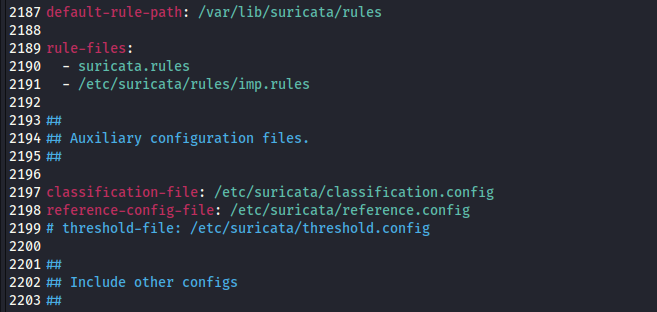 2187 default-rule-path: /var/lib/suricata/rules
2188
2189 rule-files:
2190   - suricata.rules
2191   - /etc/suricata/rules/imp.rules
2192
2193 ##
2194 ## Auxiliary configuration files.
2195 ##
2196
2197 classification-file: /etc/suricata/classification.config
2198 reference-config-file: /etc/suricata/reference.config
2199 # threshold-file: /etc/suricata/threshold.config
2200
2201 ##
2202 ## Include other configs
2203 ##